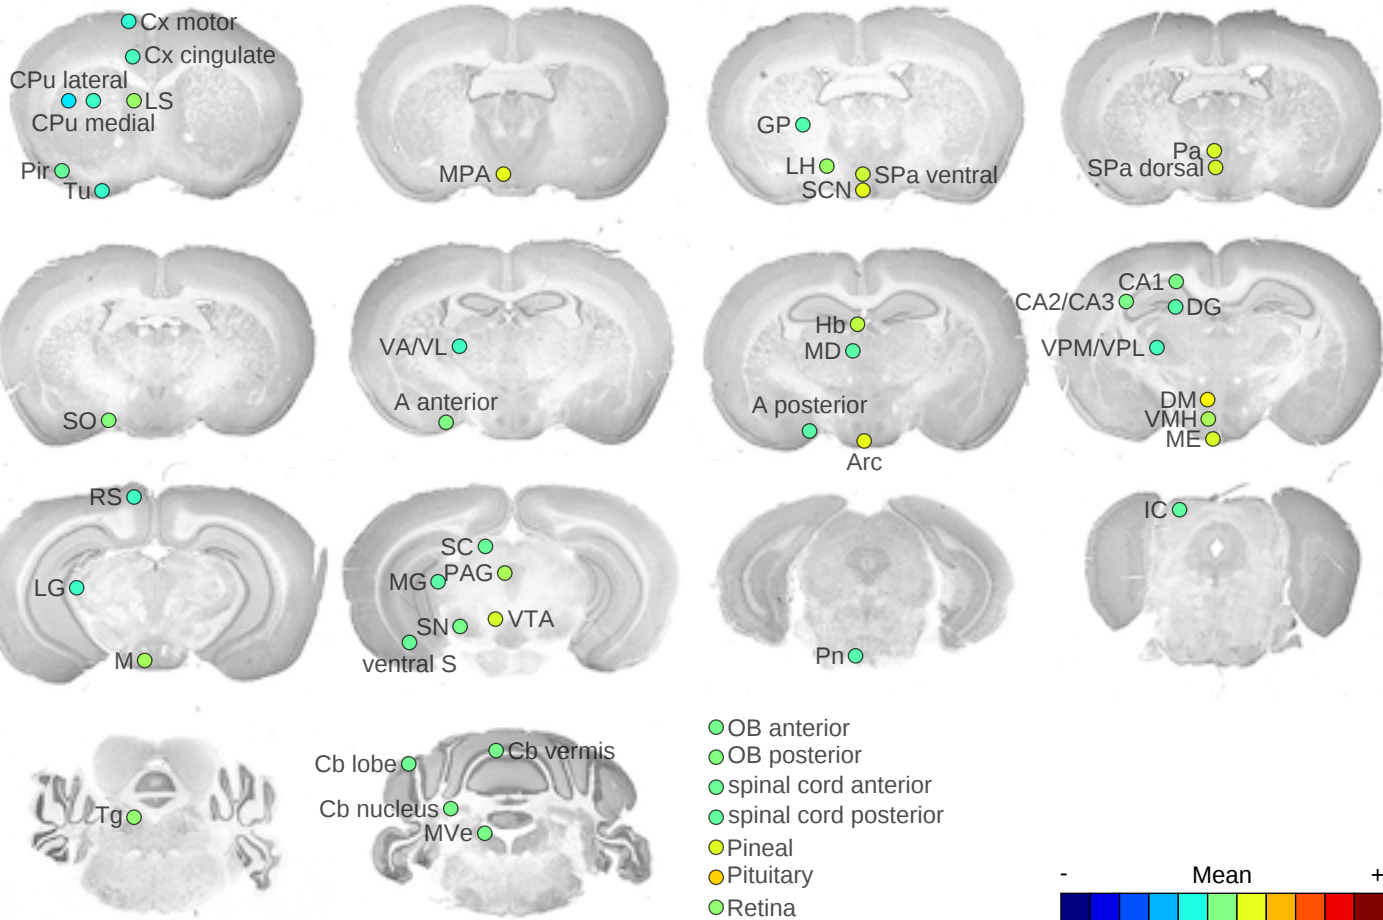 Cx motor
Cx cingulate
CPu lateral
LS
CPu medial
Pir
Tu
MPA
GP
LH
SPa ventral
SCN
Pa
SPa dorsal
SO
VA/VL
A anterior
Hb
MD
A posterior
Arc
CA1
CA2/CA3
DG
VPM/VPL
DM
VMH
ME
RS
LG
M
SC
MG
PAG
SN
VTA
ventral S
Pn
IC
Tg
Cb lobe
Cb vermis
Cb nucleus
MVe
OB anterior
OB posterior
spinal cord anterior
spinal cord posterior
Pineal
Pituitary
Retina
- Mean +